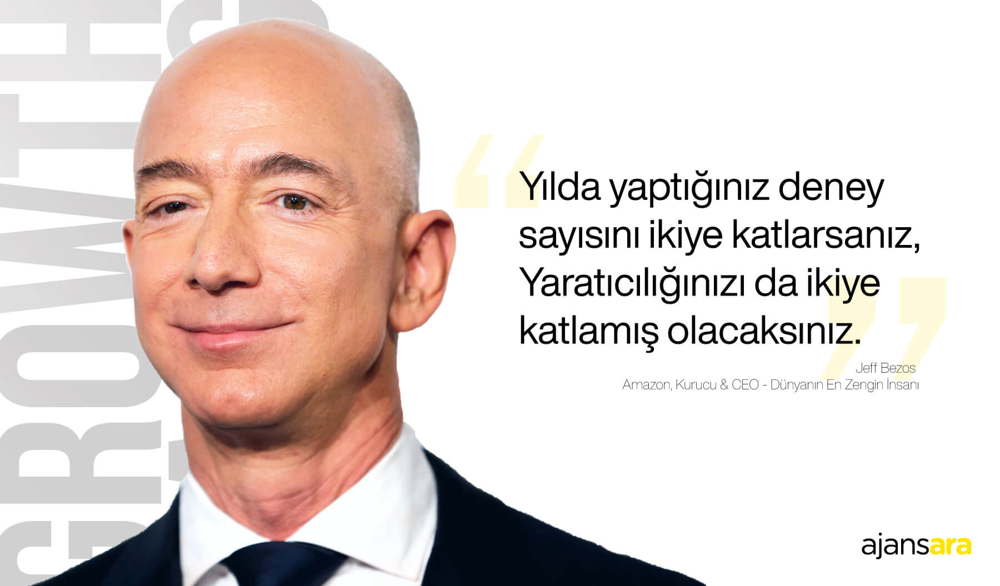 GROWTH
Yılda yaptığınız deney
sayısını ikiye katlarsanız,
Yaratıcılığınızı da ikiye
katlamış olacaksınız.
Jeff Bezos
Amazon, Kurucu & CEO - Dünyanın En Zengin İnsanı
ajansara